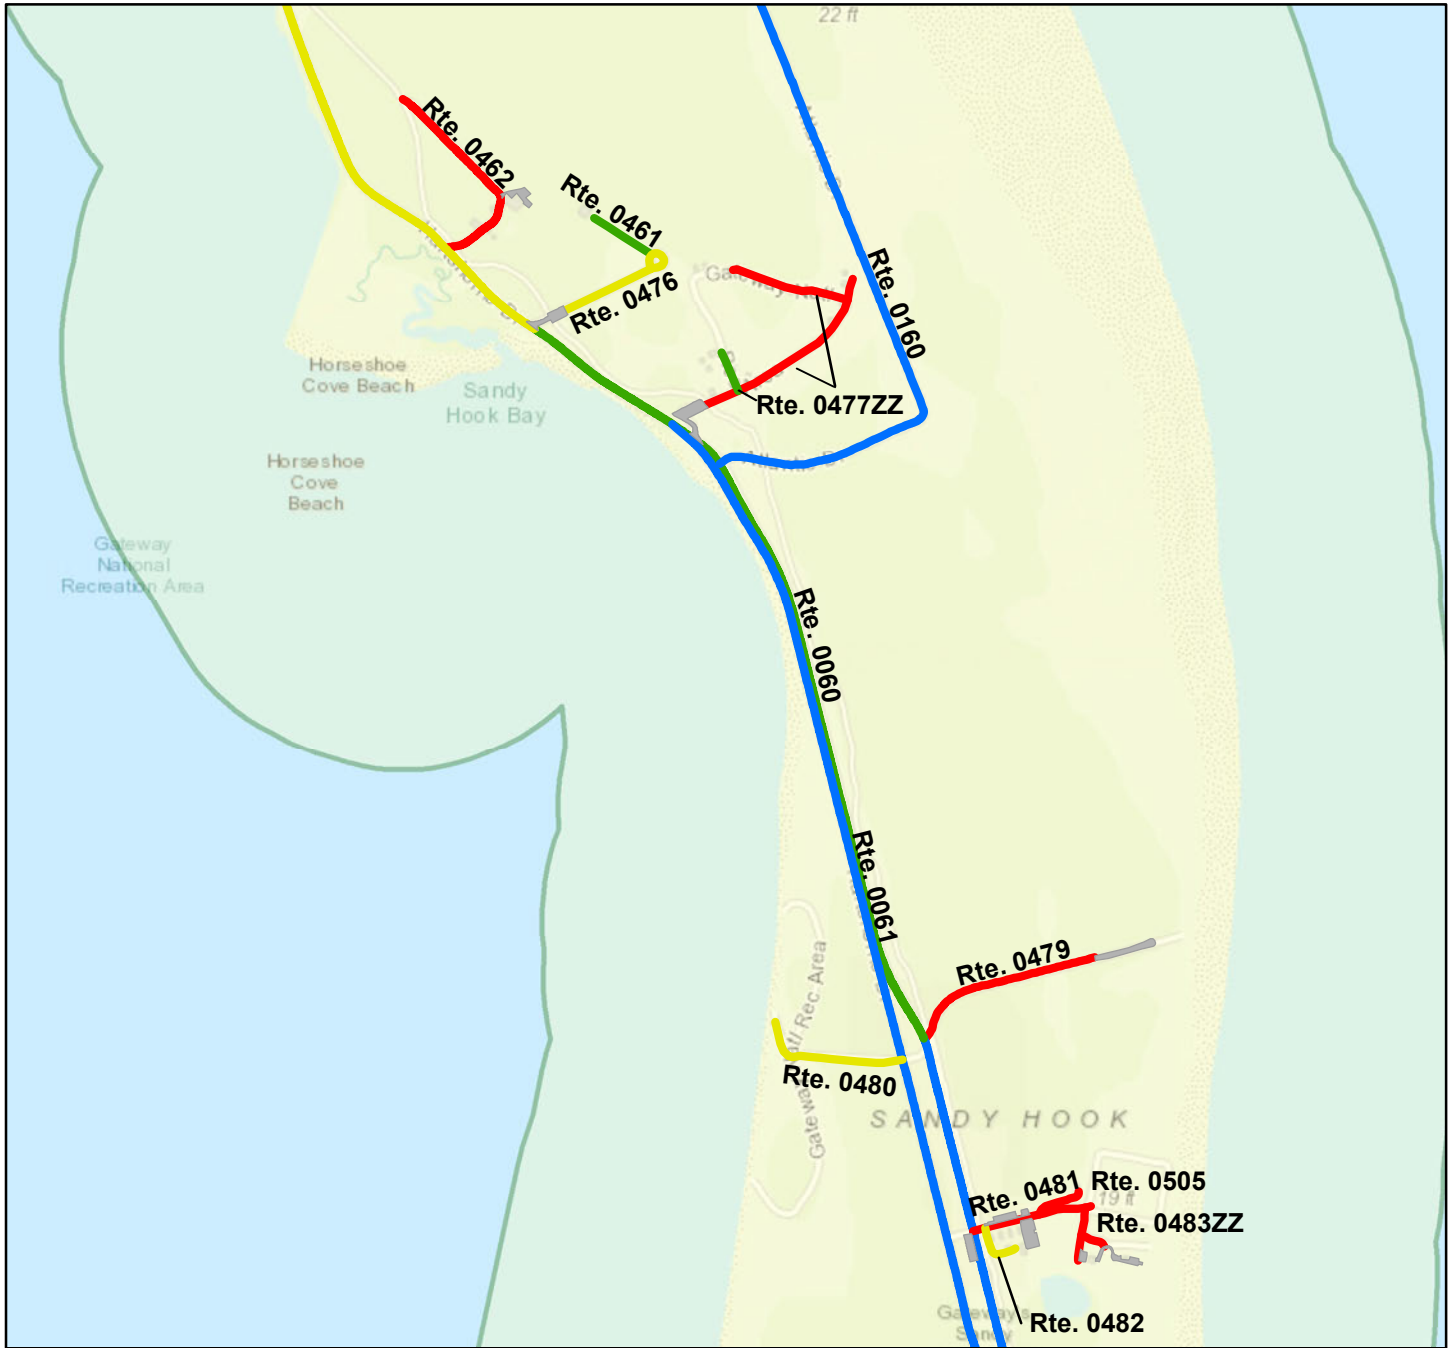 22 ft
Rte. 0462
Rte. 0461
Rte. 0476
Rte. 0160
Rte. 0477ZZ
Horseshoe
Cove Beach
Sandy
Hook Bay
Horseshoe
Cove
Beach
Gateway
National
Recreation Area
Rte. 0060
Rte. 0061
Rte. 0479
Rte. 0480
SANDY HOOK
Rte. 0481
Rte. 0505
19 ft
Rte. 0483ZZ
Rte. 0482
Gateway's
Sandy